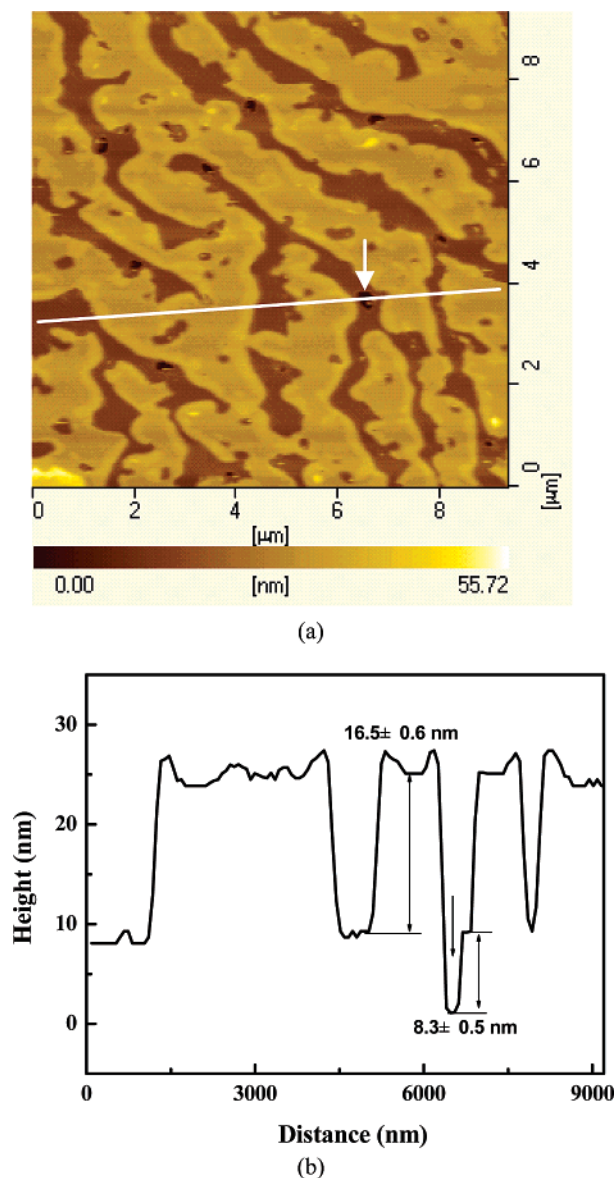 8
6
4
2
0
[µm]
0 2 4 6 8
[µm]
0.00 [nm] 55.72
(a)
30
16.5± 0.6 nm
20
Height (nm)
10
0
8.3± 0.5 nm
0 3000 6000 9000
Distance (nm)
(b)